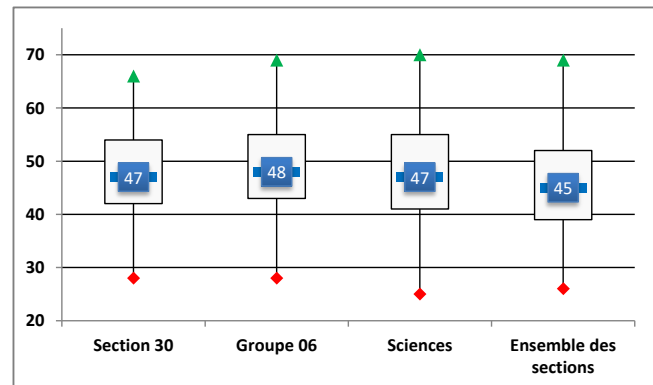 70
60
50
40
30
20
47
48
47
45
Section 30
Groupe 06
Sciences
Ensemble des
sections